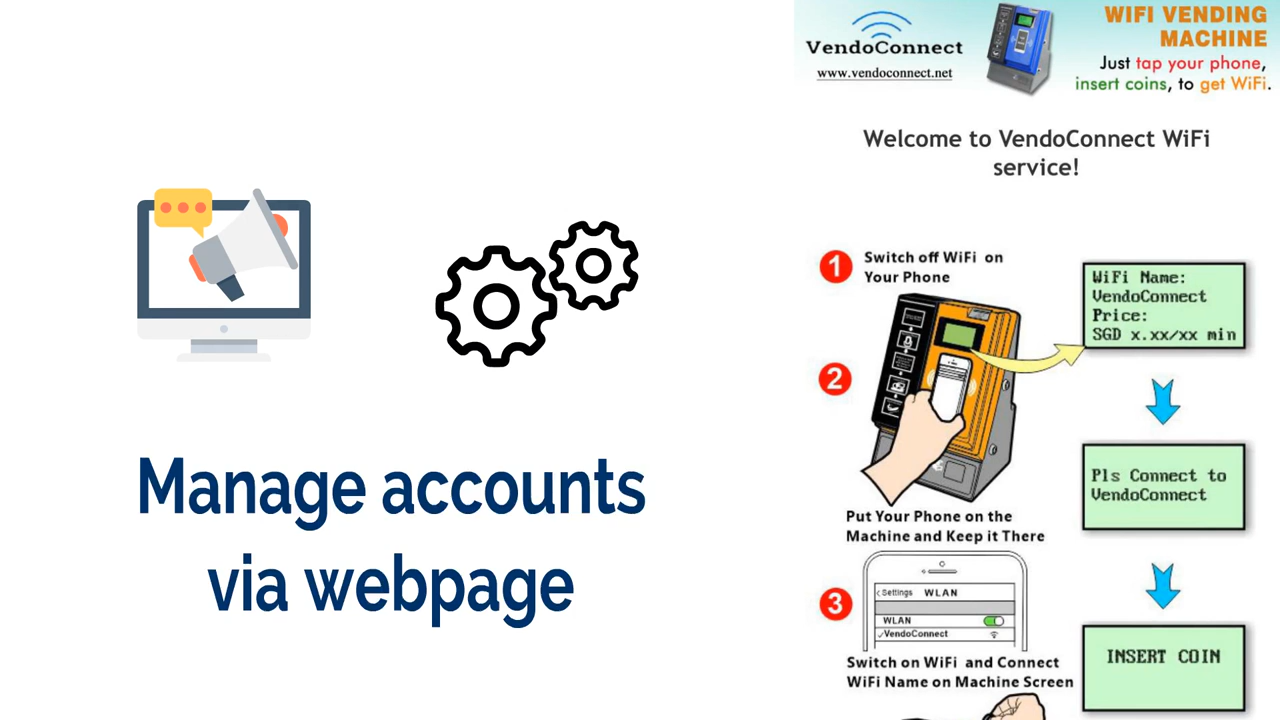 Manage accounts
via webpage
VendoConnect
www.vendoconnect.net
WIFI VENDING
MACHINE
Just tap your phone,
insert coins, to get WiFi.
Welcome to VendoConnect WiFi
service!
1
Switch off WiFi on
Your Phone
WiFi Name:
VendoConnect
Price:
SGD x.xx/xx min
2
Pls Connect to
VendoConnect
Put Your Phone on the
Machine and Keep it There
3
Settings WLAN
WLAN
VendoConnect
INSERT COIN
Switch on WiFi and Connect
WiFi Name on Machine Screen